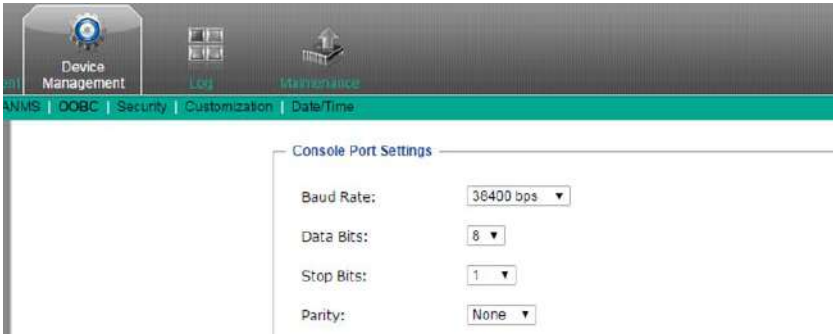 Device
Management
Log
Maintenance
ANMS | OOBC | Security | Customization | Date/Time
Console Port Settings
Baud Rate: 38400 bps
Data Bits: 8
Stop Bits: 1
Parity: None